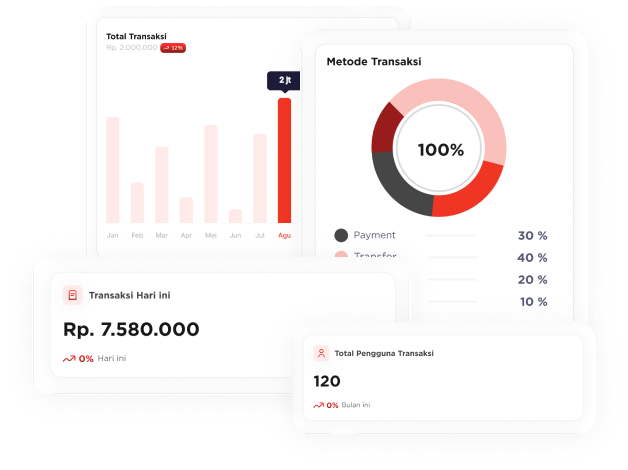 Total Transaksi
Rp. 2.000.000 12%
2 jt
Jan Feb Mar Apr Mei Jun Jul Agu
Metode Transaksi
100%
Payment 30 %
Transfer 40 %
20 %
10 %
Transaksi Hari ini
Rp. 7.580.000
0% Hari ini
Total Pengguna Transaksi
120
0% Bulan ini